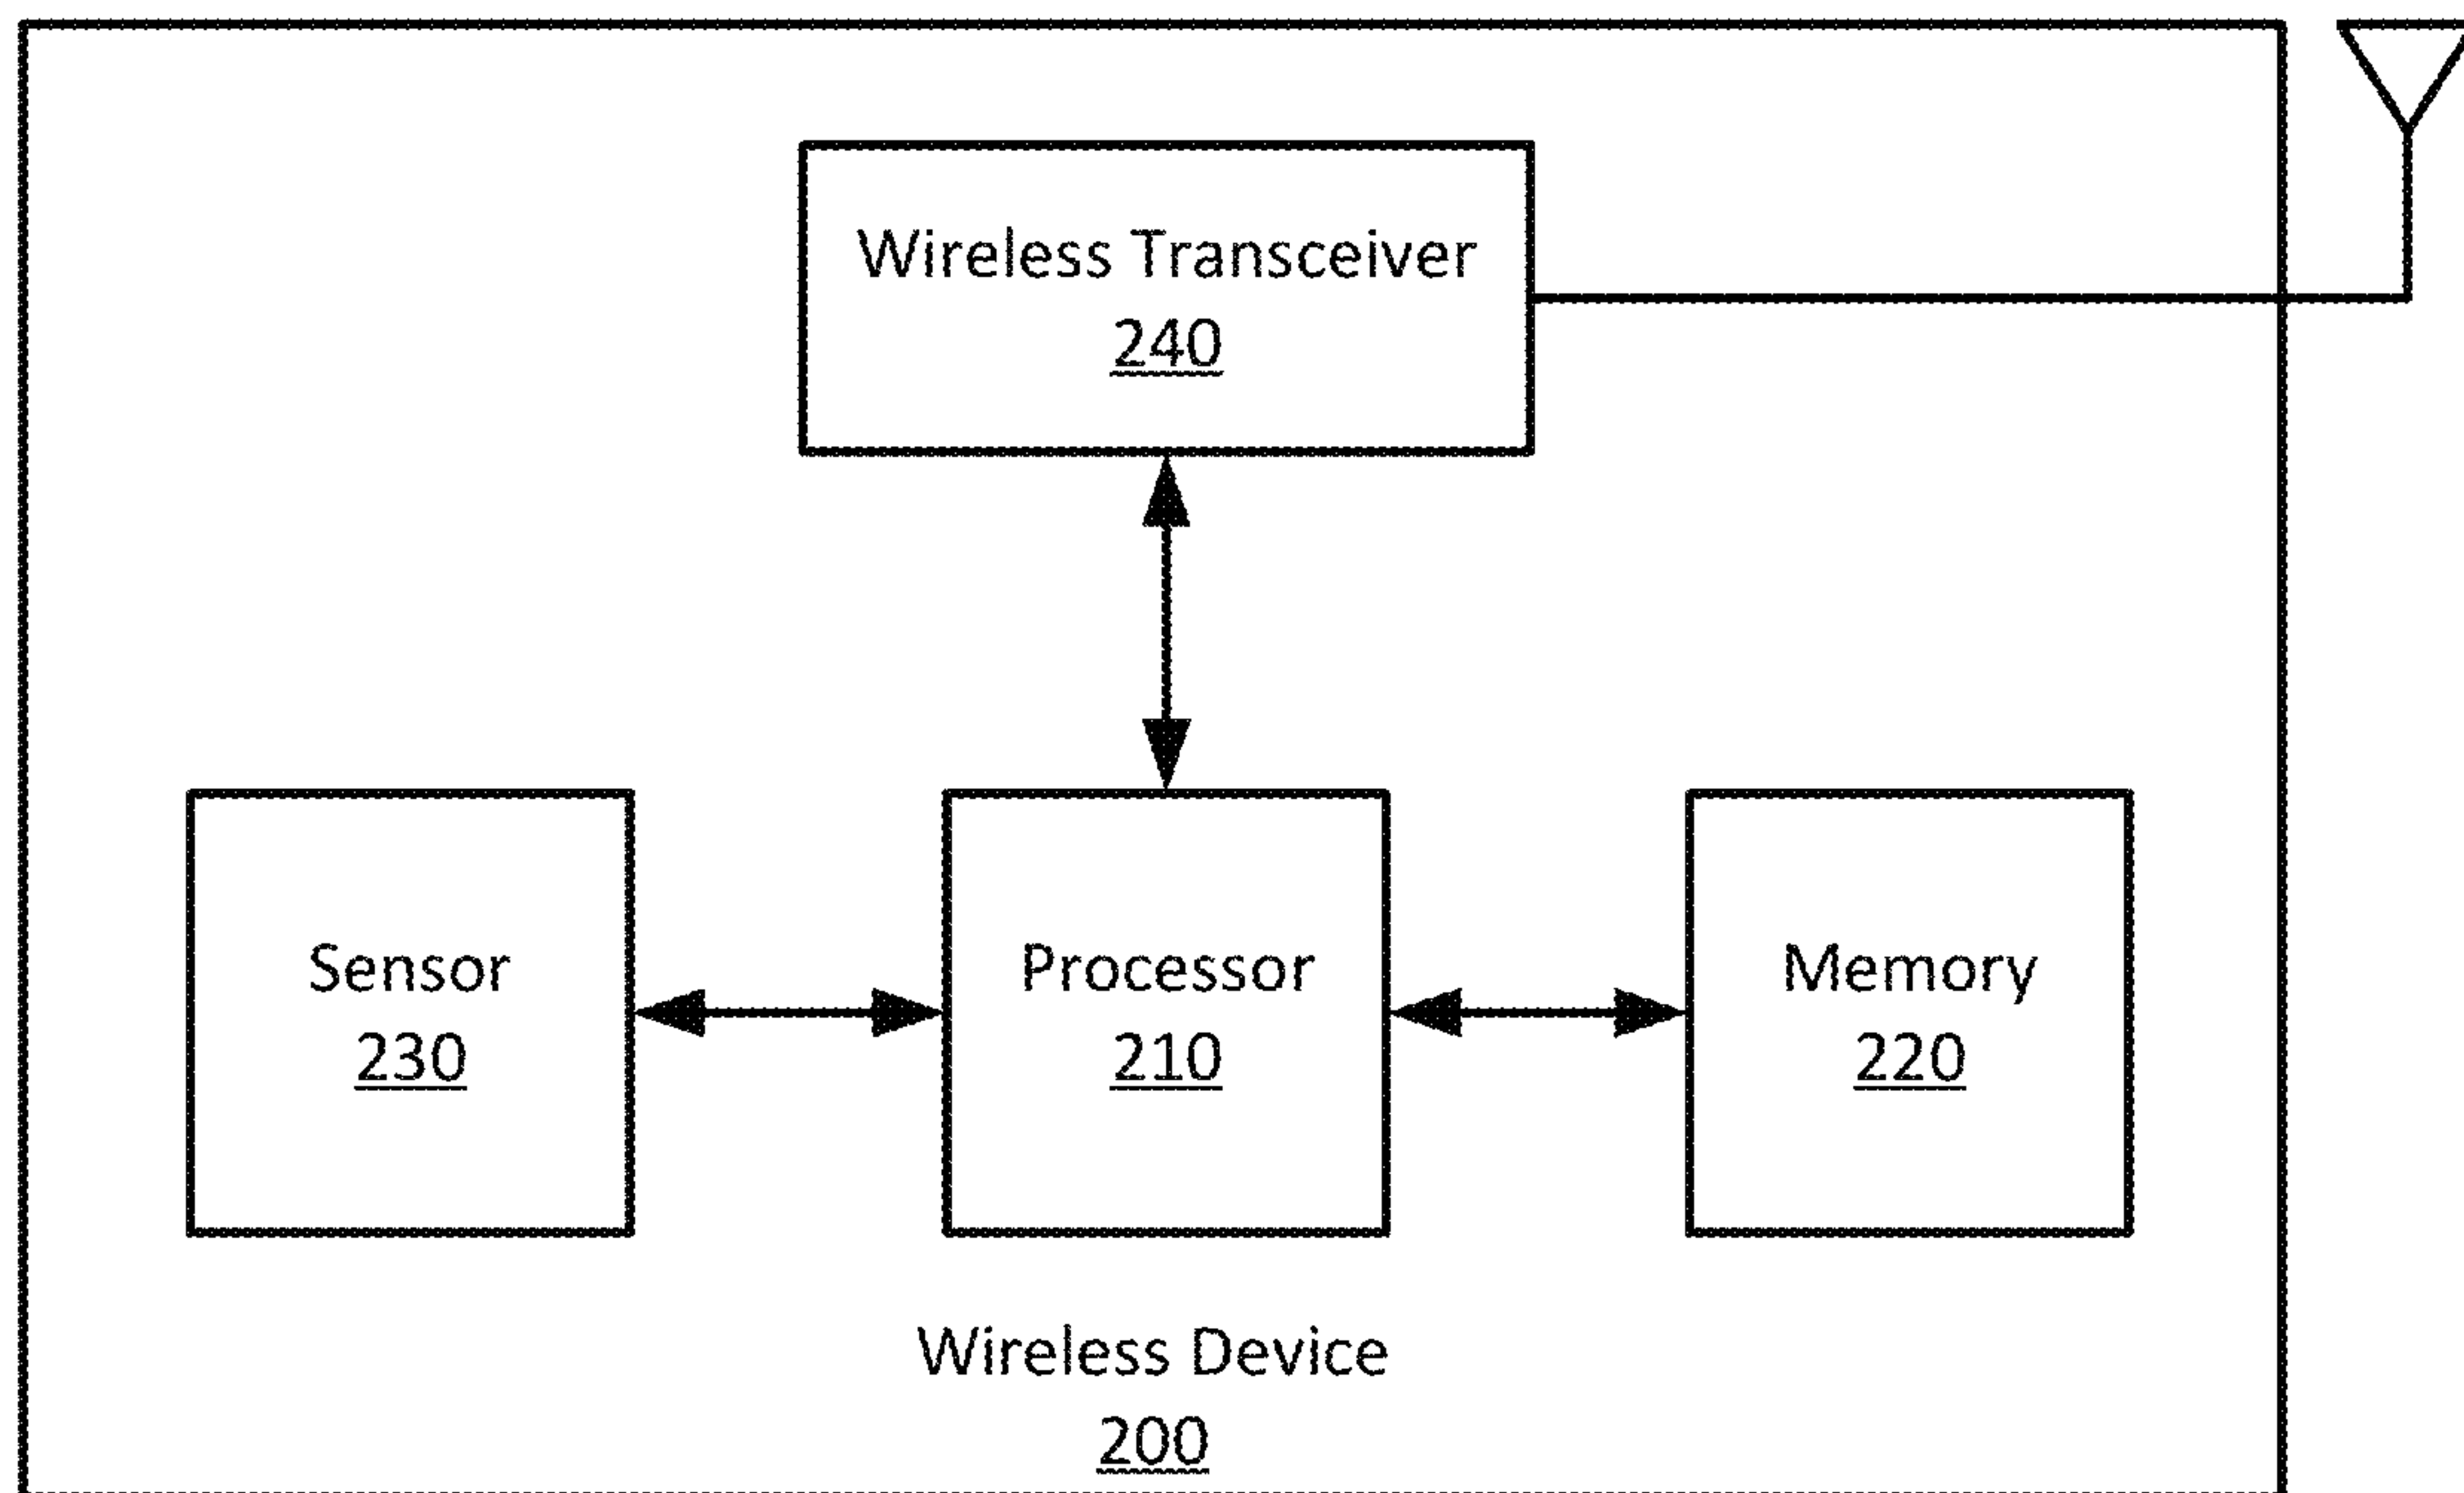 Wireless Transceiver
240
Sensor
230
Processor
210
Memory
220
Wireless Device
200